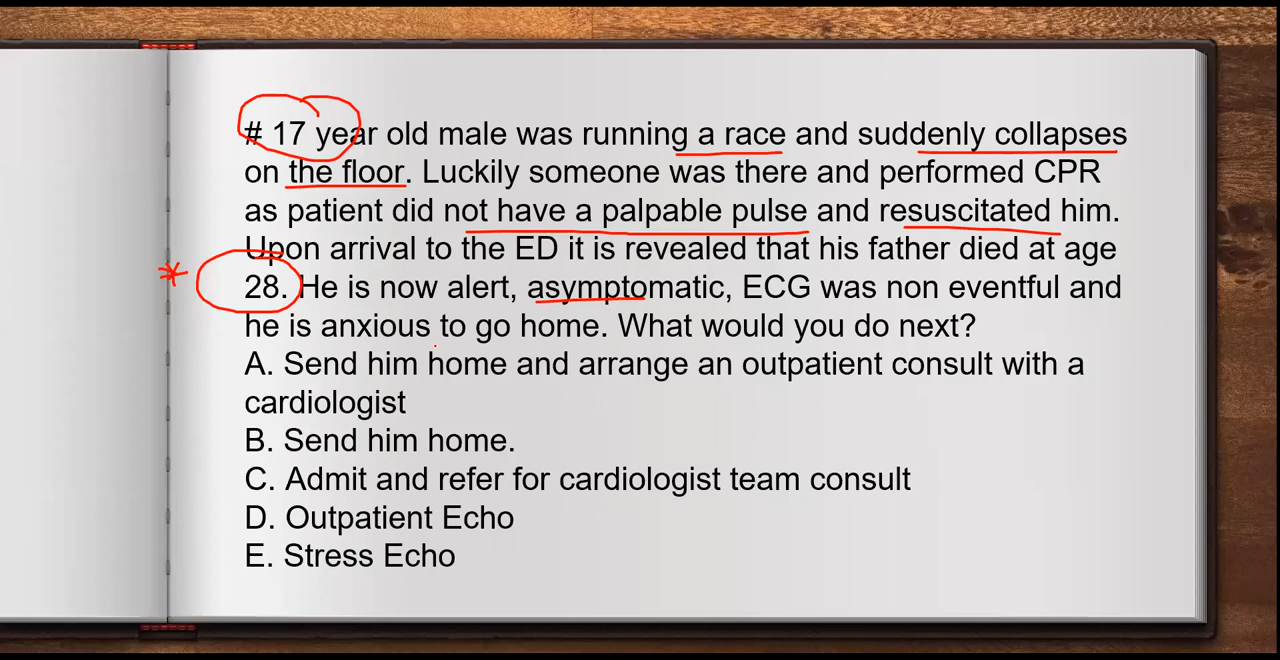 # 17 year old male was running a race and suddenly collapses
on the floor. Luckily someone was there and performed CPR
as patient did not have a palpable pulse and resuscitated him.
Upon arrival to the ED it is revealed that his father died at age
28. He is now alert, asymptomatic, ECG was non eventful and
he is anxious to go home. What would you do next?
A. Send him home and arrange an outpatient consult with a
cardiologist
B. Send him home.
C. Admit and refer for cardiologist team consult
D. Outpatient Echo
E. Stress Echo